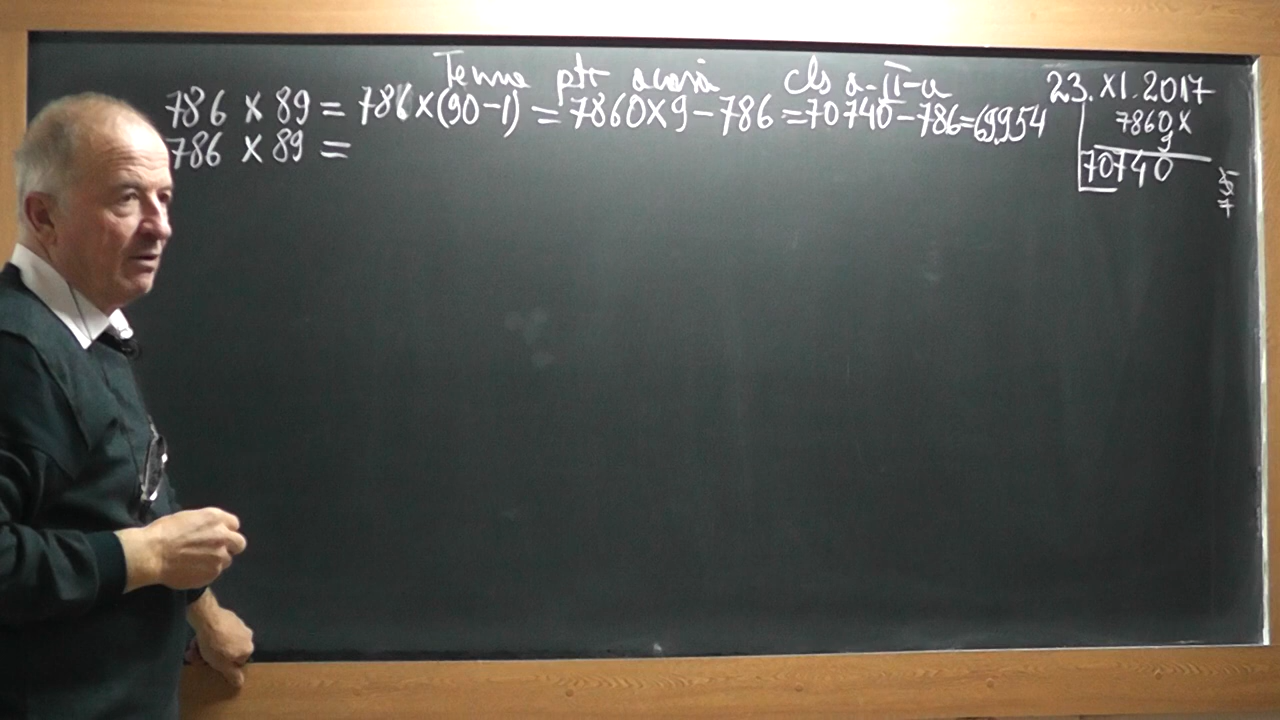 Tema ptr acasă cls a-II-a 23.XI.2017
786 × 89 = 786×(90-1) = 7860×9-786 =70740-786=69954
786 × 89 =
7860×
9
70740